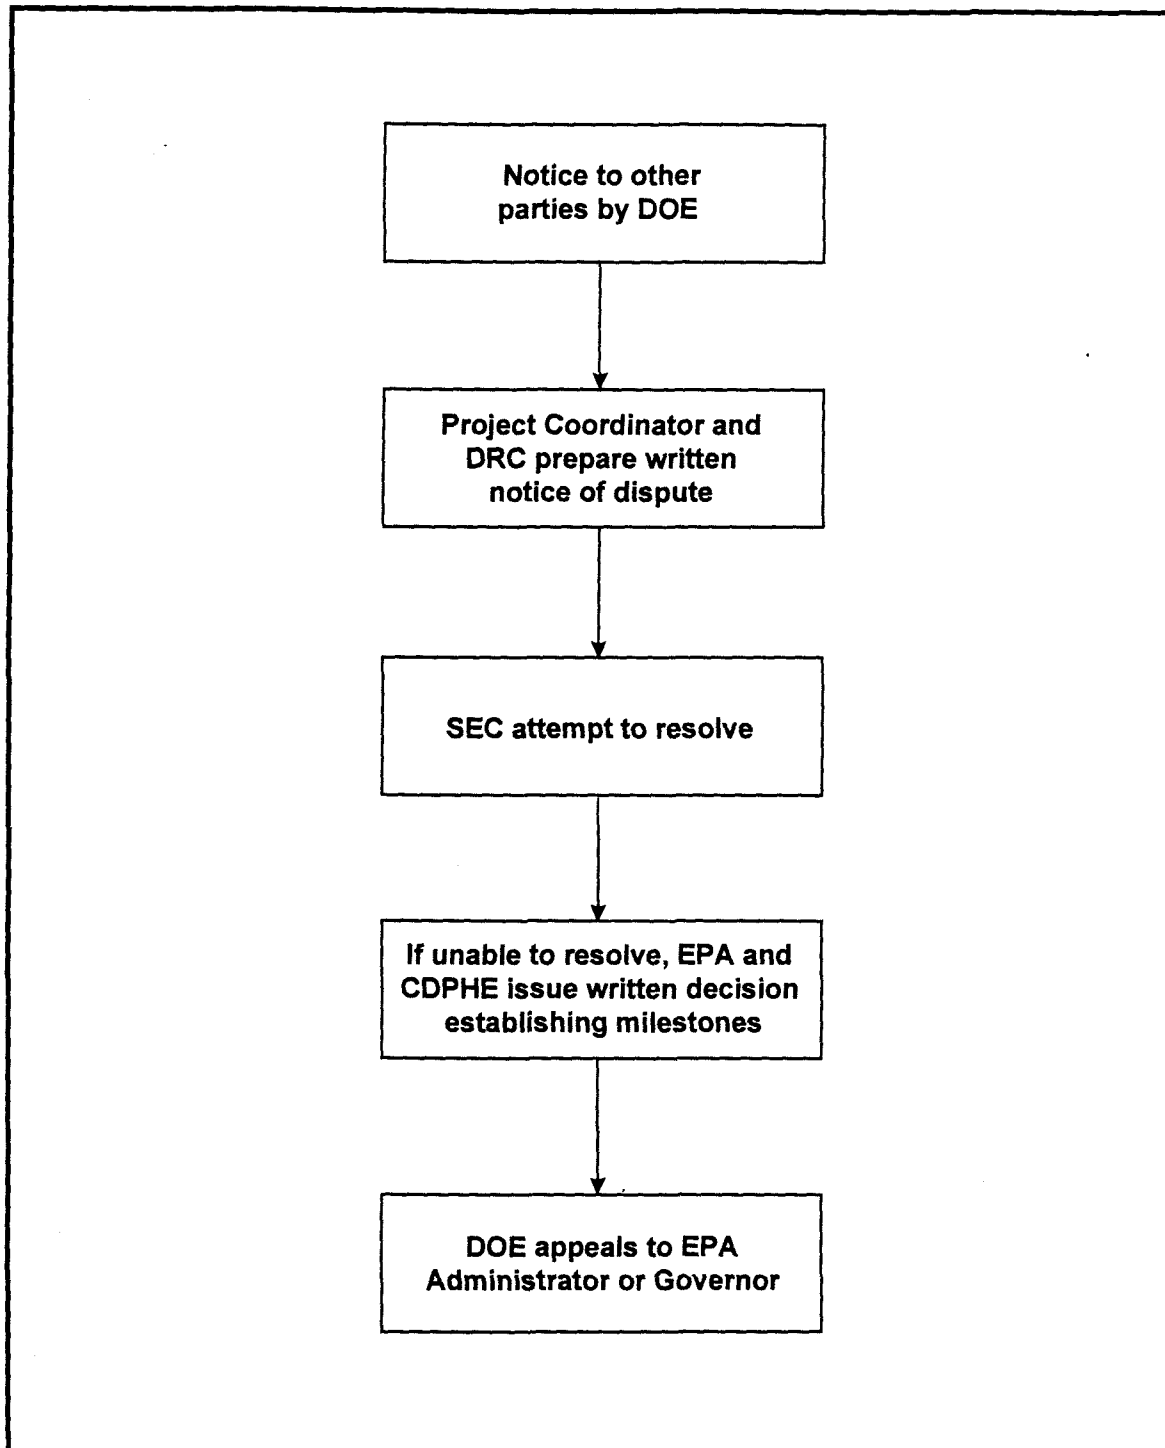 Notice to other
parties by DOE
Project Coordinator and
DRC prepare written
notice of dispute
SEC attempt to resolve
If unable to resolve, EPA and
CDPHE issue written decision
establishing milestones
DOE appeals to EPA
Administrator or Governor